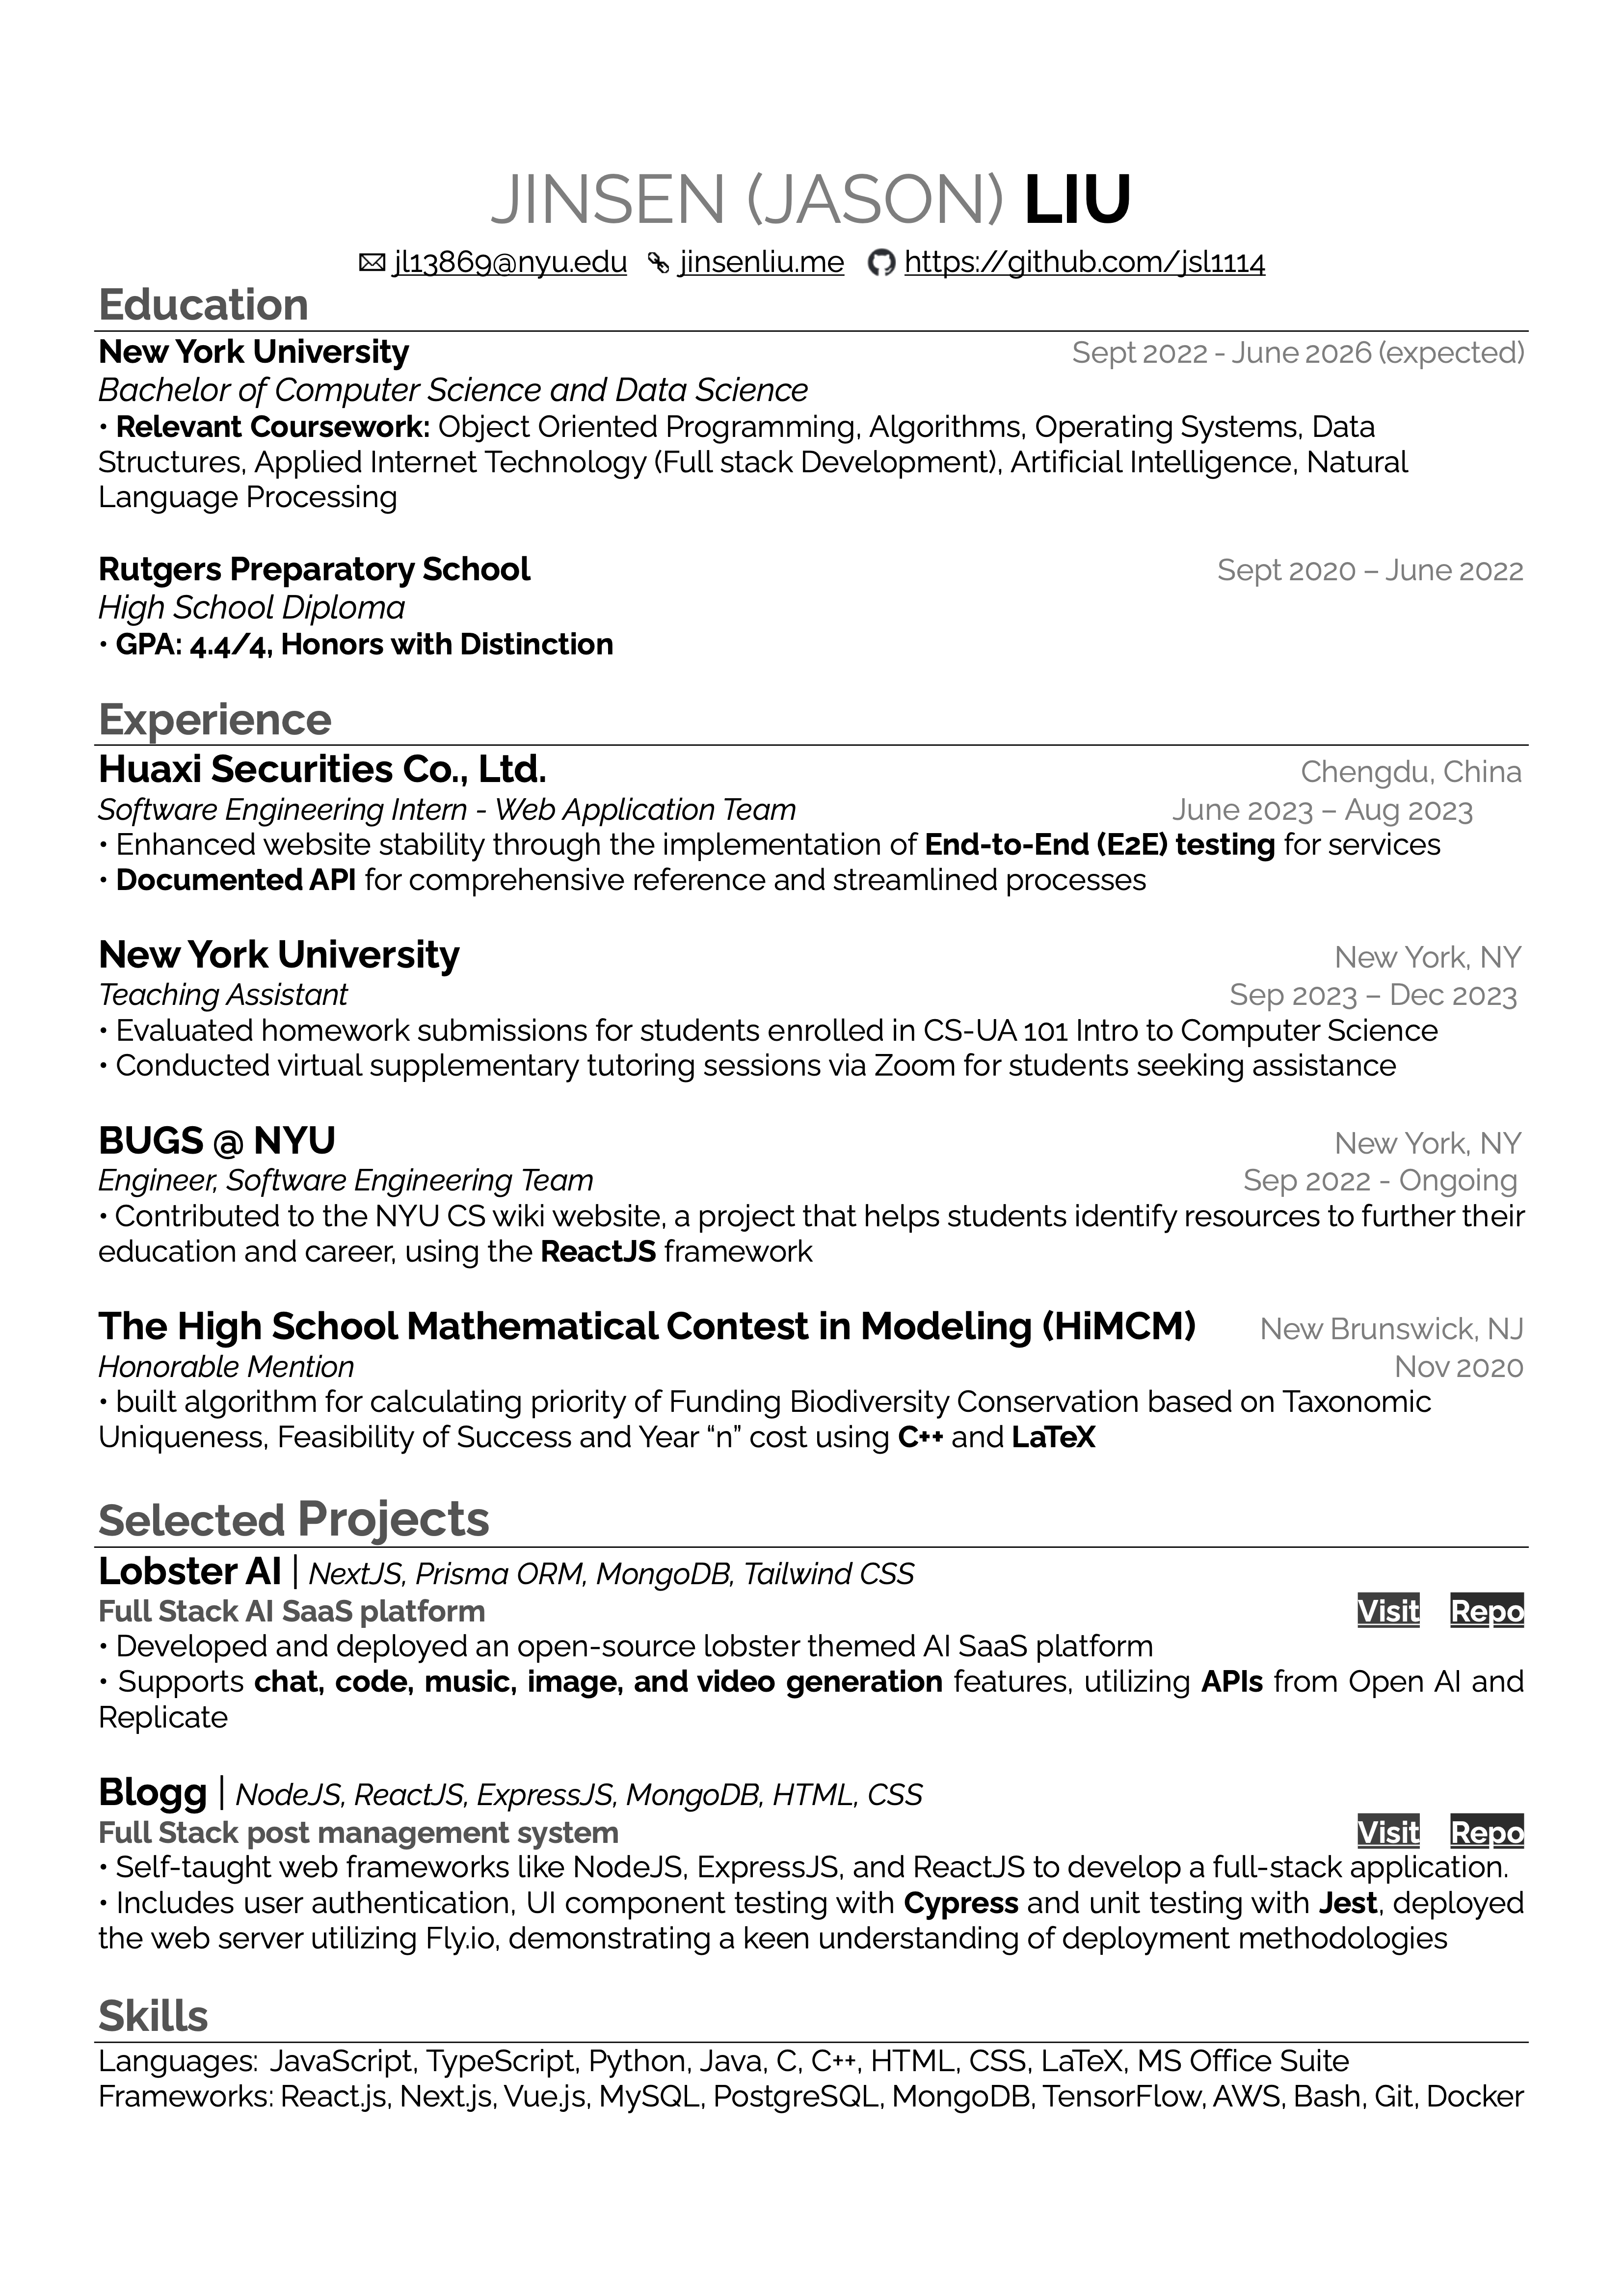 JINSEN (JASON) LIU
jl13869@nyu.edu jinsenliu.me https://github.com/jsl1114
Education
New York University Sept 2022 - June 2026 (expected)
Bachelor of Computer Science and Data Science
• Relevant Coursework: Object Oriented Programming, Algorithms, Operating Systems, Data
Structures, Applied Internet Technology (Full stack Development), Artificial Intelligence, Natural
Language Processing
Rutgers Preparatory School Sept 2020 – June 2022
High School Diploma
• GPA: 4.4/4, Honors with Distinction
Experience
Huaxi Securities Co., Ltd. Chengdu, China
Software Engineering Intern - Web Application Team June 2023 – Aug 2023
• Enhanced website stability through the implementation of End-to-End (E2E) testing for services
• Documented API for comprehensive reference and streamlined processes
New York University New York, NY
Teaching Assistant Sep 2023 – Dec 2023
• Evaluated homework submissions for students enrolled in CS-UA 101 Intro to Computer Science
• Conducted virtual supplementary tutoring sessions via Zoom for students seeking assistance
BUGS @ NYU New York, NY
Engineer, Software Engineering Team Sep 2022 - Ongoing
• Contributed to the NYU CS wiki website, a project that helps students identify resources to further their
education and career, using the ReactJS framework
The High School Mathematical Contest in Modeling (HiMCM) New Brunswick, NJ
Honorable Mention Nov 2020
• built algorithm for calculating priority of Funding Biodiversity Conservation based on Taxonomic
Uniqueness, Feasibility of Success and Year “n” cost using C++ and LaTeX
Selected Projects
Lobster AI | NextJS, Prisma ORM, MongoDB, Tailwind CSS
Full Stack AI SaaS platform Visit Repo
• Developed and deployed an open-source lobster themed AI SaaS platform
• Supports chat, code, music, image, and video generation features, utilizing APIs from Open AI and
Replicate
Blogg | NodeJS, ReactJS, ExpressJS, MongoDB, HTML, CSS
Full Stack post management system Visit Repo
• Self-taught web frameworks like NodeJS, ExpressJS, and ReactJS to develop a full-stack application.
• Includes user authentication, UI component testing with Cypress and unit testing with Jest, deployed
the web server utilizing Fly.io, demonstrating a keen understanding of deployment methodologies
Skills
Languages: JavaScript, TypeScript, Python, Java, C, C++, HTML, CSS, LaTeX, MS Office Suite
Frameworks: React.js, Next.js, Vue.js, MySQL, PostgreSQL, MongoDB, TensorFlow, AWS, Bash, Git, Docker